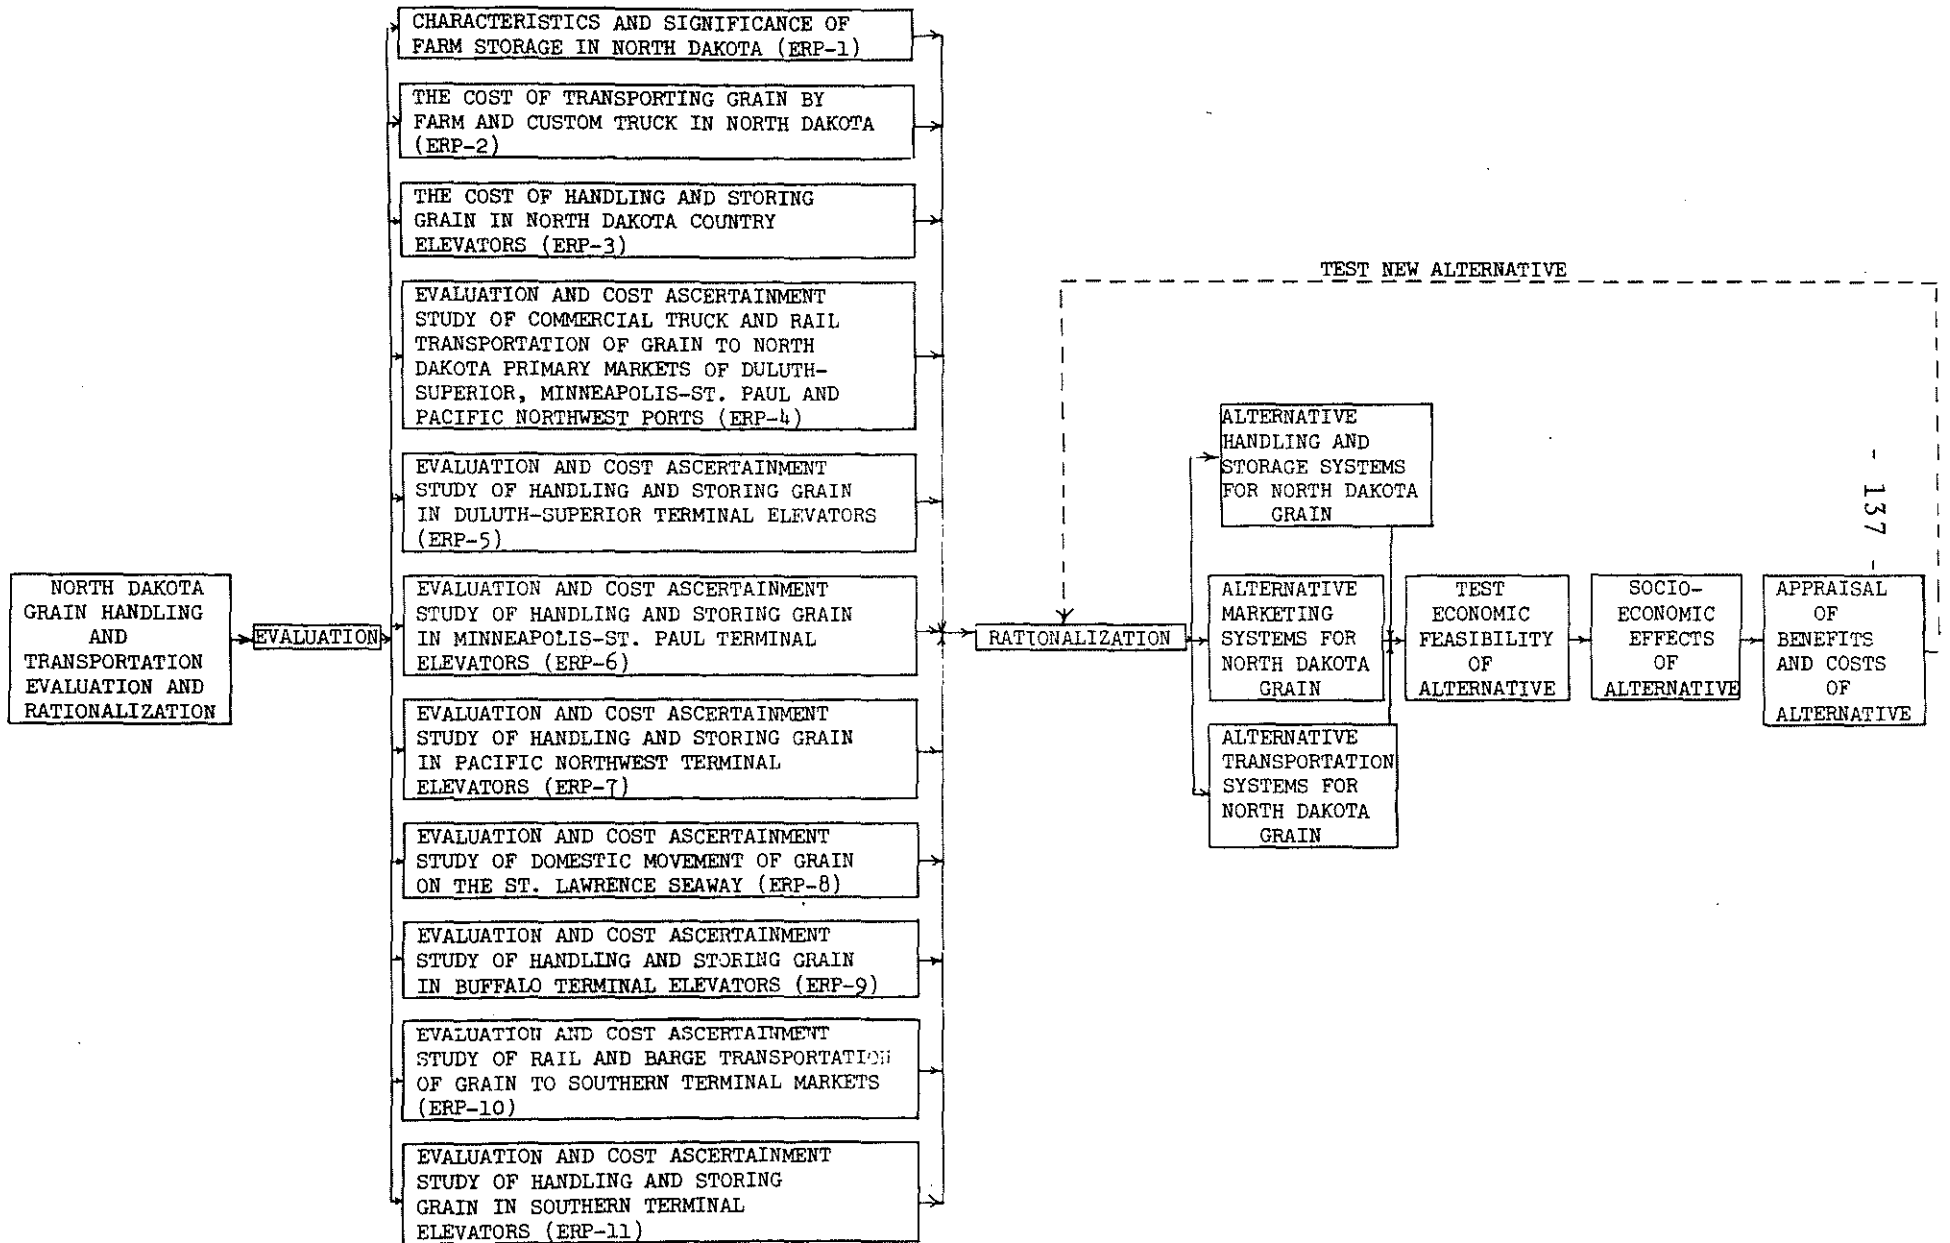 NORTH DAKOTA
GRAIN HANDLING
AND
TRANSPORTATION
EVALUATION AND
RATIONALIZATION
EVALUATION
CHARACTERISTICS AND SIGNIFICANCE OF
FARM STORAGE IN NORTH DAKOTA (ERP-1)
THE COST OF TRANSPORTING GRAIN BY
FARM AND CUSTOM TRUCK IN NORTH DAKOTA
(ERP-2)
THE COST OF HANDLING AND STORING
GRAIN IN NORTH DAKOTA COUNTRY
ELEVATORS (ERP-3)
EVALUATION AND COST ASCERTAINMENT
STUDY OF COMMERCIAL TRUCK AND RAIL
TRANSPORTATION OF GRAIN TO NORTH
DAKOTA PRIMARY MARKETS OF DULUTH-
SUPERIOR, MINNEAPOLIS-ST. PAUL AND
PACIFIC NORTHWEST PORTS (ERP-4)
EVALUATION AND COST ASCERTAINMENT
STUDY OF HANDLING AND STORING GRAIN
IN DULUTH-SUPERIOR TERMINAL ELEVATORS
(ERP-5)
EVALUATION AND COST ASCERTAINMENT
STUDY OF HANDLING AND STORING GRAIN
IN MINNEAPOLIS-ST. PAUL TERMINAL
ELEVATORS (ERP-6)
EVALUATION AND COST ASCERTAINMENT
STUDY OF HANDLING AND STORING GRAIN
IN PACIFIC NORTHWEST TERMINAL
ELEVATORS (ERP-7)
EVALUATION AND COST ASCERTAINMENT
STUDY OF DOMESTIC MOVEMENT OF GRAIN
ON THE ST. LAWRENCE SEAWAY (ERP-8)
EVALUATION AND COST ASCERTAINMENT
STUDY OF HANDLING AND STORING GRAIN
IN BUFFALO TERMINAL ELEVATORS (ERP-9)
EVALUATION AND COST ASCERTAINMENT
STUDY OF RAIL AND BARGE TRANSPORTATION
OF GRAIN TO SOUTHERN TERMINAL MARKETS
(ERP-10)
EVALUATION AND COST ASCERTAINMENT
STUDY OF HANDLING AND STORING
GRAIN IN SOUTHERN TERMINAL
ELEVATORS (ERP-11)
TEST NEW ALTERNATIVE
RATIONALIZATION
ALTERNATIVE
HANDLING AND
STORAGE SYSTEMS
FOR NORTH DAKOTA
GRAIN
ALTERNATIVE
MARKETING
SYSTEMS FOR
NORTH DAKOTA
GRAIN
ALTERNATIVE
TRANSPORTATION
SYSTEMS FOR
NORTH DAKOTA
GRAIN
TEST
ECONOMIC
FEASIBILITY
OF
ALTERNATIVE
SOCIO-
ECONOMIC
EFFECTS
OF
ALTERNATIVE
APPRAISAL
OF
BENEFITS
AND COSTS
OF
ALTERNATIVE
- 137 -